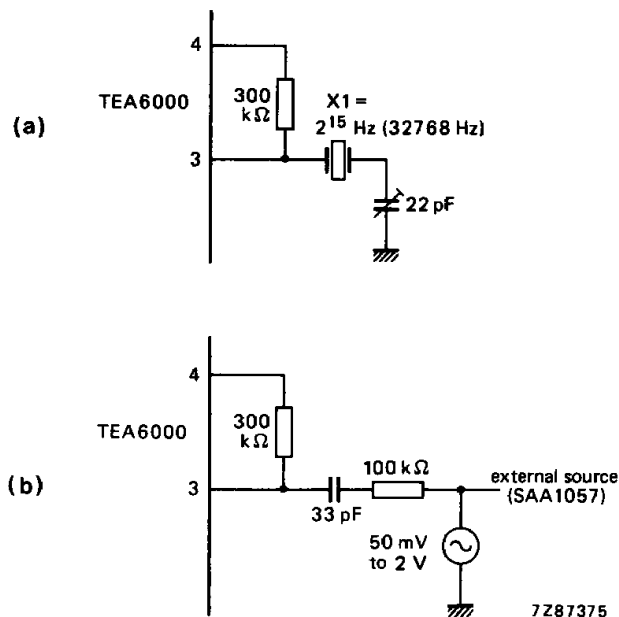 4
TEA6000
300
kΩ
X1 =
2¹⁵ Hz (32768 Hz)
(a)
3
22 pF
4
TEA6000
300
kΩ
100 kΩ
(b)
3
33 pF
external source
(SAA1057)
50 mV
to 2 V
7Z87375